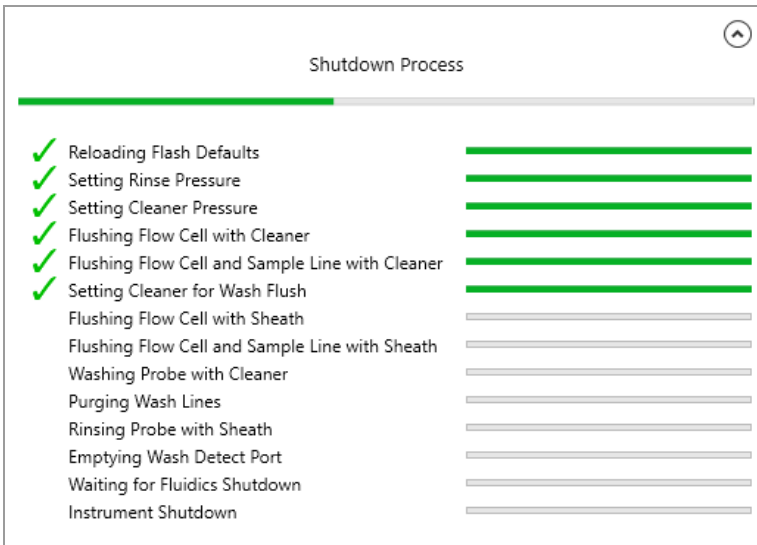 Shutdown Process
Reloading Flash Defaults
Setting Rinse Pressure
Setting Cleaner Pressure
Flushing Flow Cell with Cleaner
Flushing Flow Cell and Sample Line with Cleaner
Setting Cleaner for Wash Flush
Flushing Flow Cell with Sheath
Flushing Flow Cell and Sample Line with Sheath
Washing Probe with Cleaner
Purging Wash Lines
Rinsing Probe with Sheath
Emptying Wash Detect Port
Waiting for Fluidics Shutdown
Instrument Shutdown